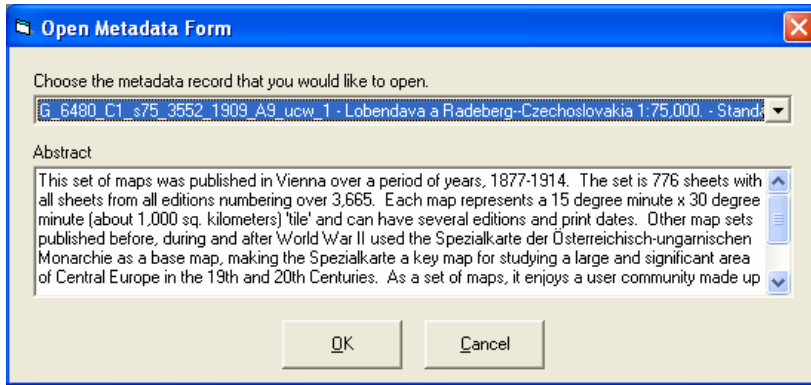 Open Metadata Form
Choose the metadata record that you would like to open.
G_6480_C1_s75_3552_1909_A9_ucw_1 - Lobendava a Radeberg--Czechoslovakia 1:75,000. - Standa
Abstract
This set of maps was published in Vienna over a period of years, 1877-1914.  The set is 776 sheets with
all sheets from all editions numbering over 3,665.  Each map represents a 15 degree minute x 30 degree
minute (about 1,000 sq. kilometers) 'tile' and can have several editions and print dates.  Other map sets
published before, during and after World War II used the Spezialkarte der Österreichisch-ungarnischen
Monarchie as a base map, making the Spezialkarte a key map for studying a large and significant area
of Central Europe in the 19th and 20th Centuries.  As a set of maps, it enjoys a user community made up
OK Cancel